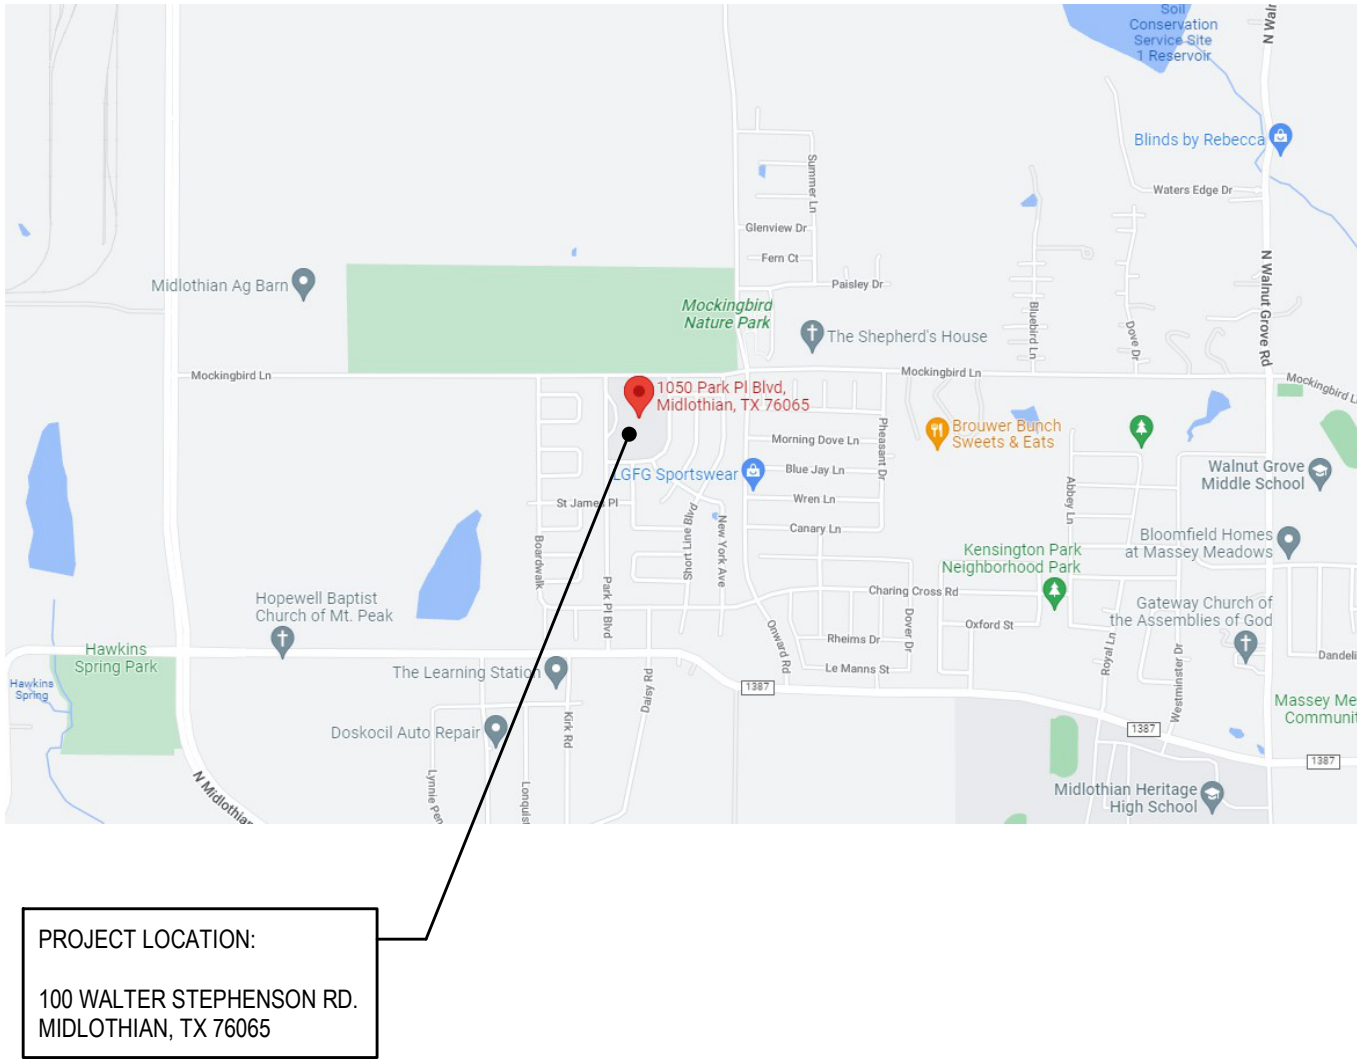 Soil
Conservation
Service Site
1 Reservoir
N Wal
Blinds by Rebecca
Summer Ln
Waters Edge Dr
Glenview Dr
Fern Ct
N Walnut Grove Rd
Midlothian Ag Barn
Paisley Dr
Mockingbird
Nature Park
Bluebird Ln
Dove Dr
The Shepherd's House
Mockingbird Ln
Mockingbird Ln
Mockingbird L
1050 Park Pl Blvd,
Midlothian, TX 76065
Pheasant Dr
Brouwer Bunch
Sweets & Eats
Morning Dove Ln
LGFG Sportswear
Blue Jay Ln
Walnut Grove
Middle School
St James Pl
Wren Ln
Abbey Ln
Short Line Blvd
New York Ave
Canary Ln
Boardwalk
Bloomfield Homes
at Massey Meadows
Kensington Park
Neighborhood Park
Park Pl Blvd
Hopewell Baptist
Church of Mt. Peak
Charing Cross Rd
Gateway Church of
the Assemblies of God
Dover Dr
Oxford St
Onward Rd
Rheims Dr
Royal Ln
Hawkins
Spring Park
Le Manns St
Dandeli
The Learning Station
Westminster Dr
Hawkins
Spring
Daisy Rd
1387
Massey Me
Communit
Doskocil Auto Repair
Kirk Rd
1387
1387
N Midlothian
Lynnie Pen
Lonquist
Midlothian Heritage
High School
PROJECT LOCATION:
100 WALTER STEPHENSON RD.
MIDLOTHIAN, TX 76065